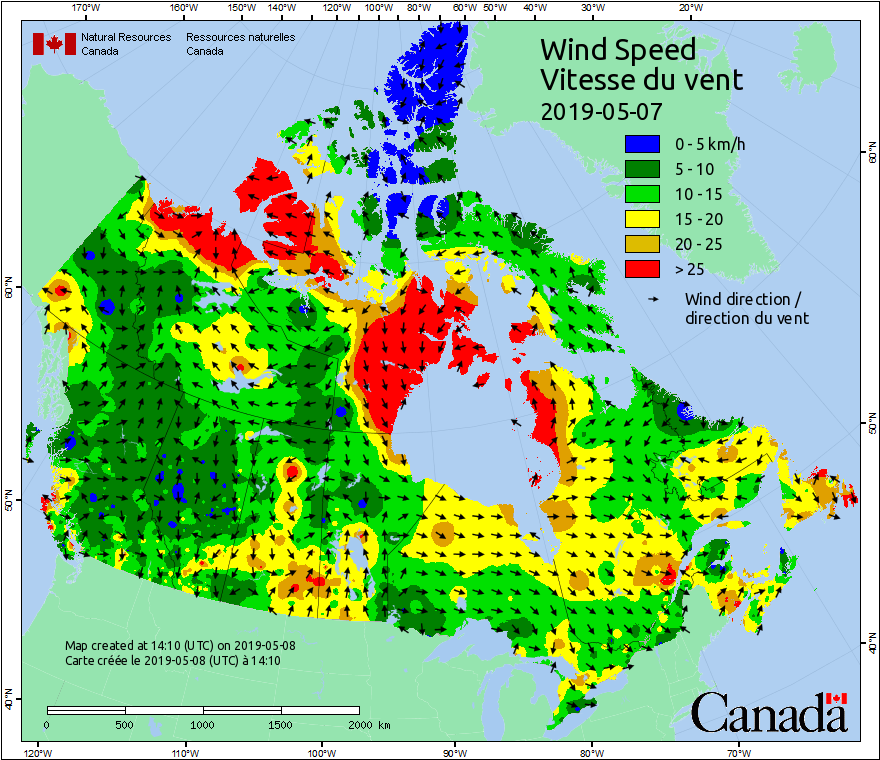 170°W 160°W 150°W 140°W 120°W 100°W 80°W 60°W 50°W 40°W 30°W 20°W
Natural Resources Ressources naturelles
Canada Canada
Wind Speed
Vitesse du vent
2019-05-07
0 - 5 km/h
5 - 10
10 - 15
15 - 20
20 - 25
> 25
Wind direction /
direction du vent
60°N
60°N
50°N
50°N
40°N
40°N
Map created at 14:10 (UTC) on 2019-05-08
Carte créée le 2019-05-08 (UTC) à 14:10
0 500 1000 1500 2000 km
Canada
120°W 110°W 100°W 90°W 80°W 70°W